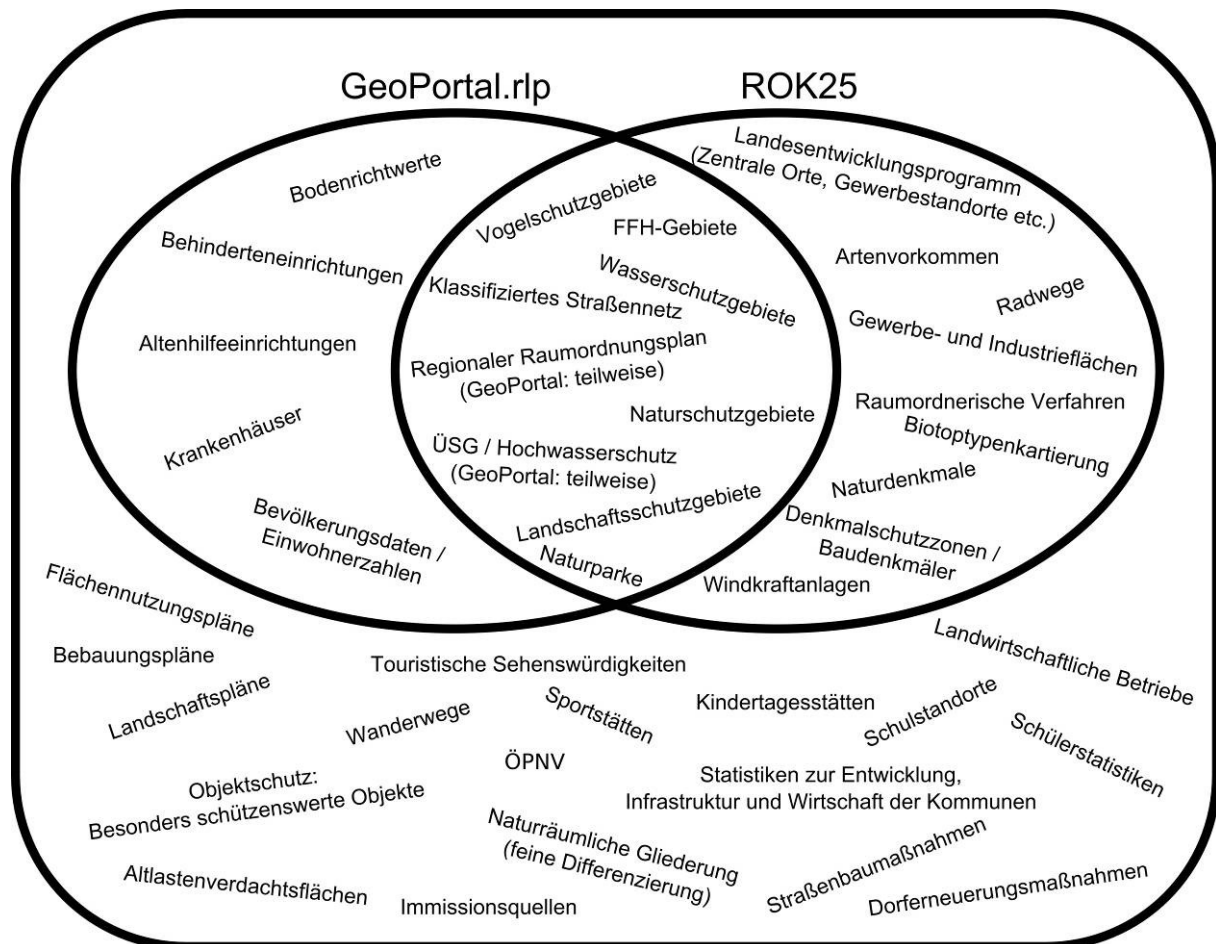 GeoPortal.rlp
ROK25
Bodenrichtwerte
Behinderteneinrichtungen
Altenhilfeeinrichtungen
Krankenhäuser
Bevölkerungsdaten /
Einwohnerzahlen
Vogelschutzgebiete
FFH-Gebiete
Wasserschutzgebiete
Klassifiziertes Straßennetz
Regionaler Raumordnungsplan
(GeoPortal: teilweise)
Naturschutzgebiete
ÜSG / Hochwasserschutz
(GeoPortal: teilweise)
Landschaftsschutzgebiete
Naturparke
Landesentwicklungsprogramm
(Zentrale Orte, Gewerbestandorte etc.)
Artenvorkommen
Radwege
Gewerbe- und Industrieflächen
Raumordnerische Verfahren
Biotoptypenkartierung
Naturdenkmale
Denkmalschutzzonen /
Baudenkmäler
Windkraftanlagen
Flächennutzungspläne
Bebauungspläne
Landschaftspläne
Touristische Sehenswürdigkeiten
Wanderwege
Sportstätten
Kindertagesstätten
Landwirtschaftliche Betriebe
Schulstandorte
Schülerstatistiken
ÖPNV
Objektschutz:
Besonders schützenswerte Objekte
Statistiken zur Entwicklung,
Infrastruktur und Wirtschaft der Kommunen
Naturräumliche Gliederung
(feine Differenzierung)
Straßenbaumaßnahmen
Altlastenverdachtsflächen
Immissionsquellen
Dorferneuerungsmaßnahmen